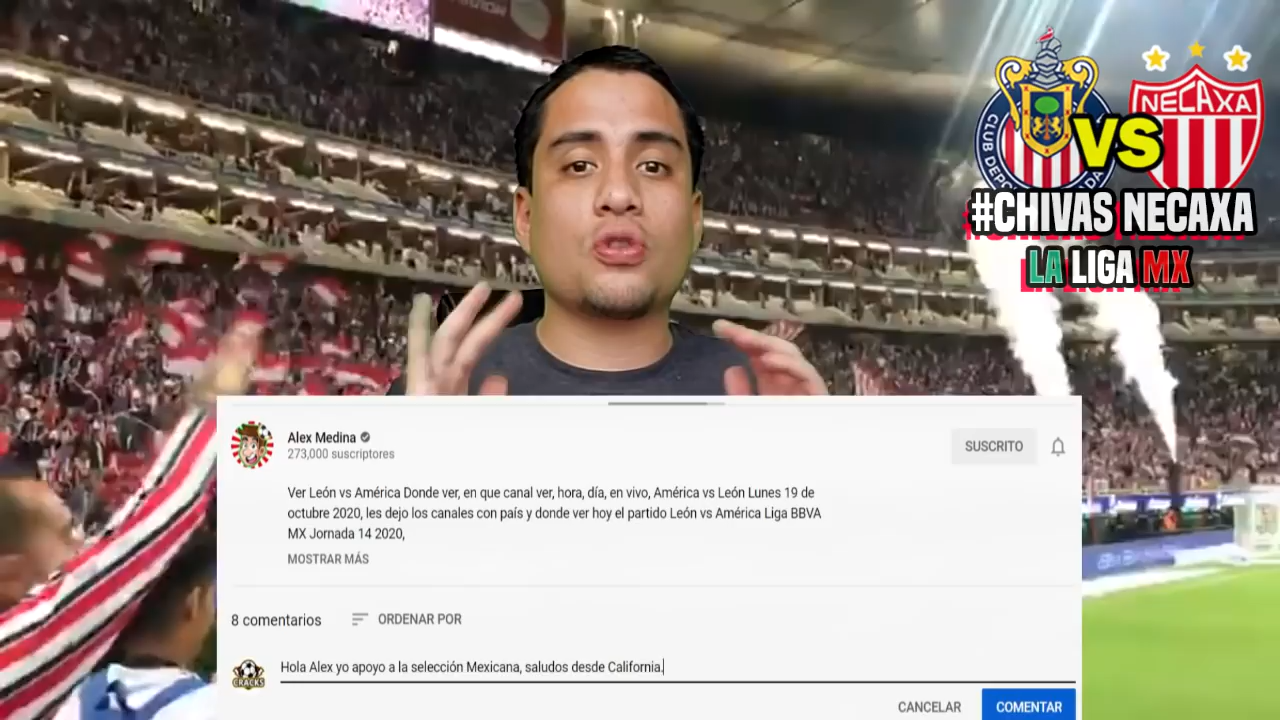 NECAXA
CLUB DEPO
VS
#CHIVAS NECAXA
LA LIGA MX
Alex Medina
273,000 suscriptores
SUSCRITO
Ver León vs América Donde ver, en que canal ver, hora, día, en vivo, América vs León Lunes 19 de
octubre 2020, les dejo los canales con país y donde ver hoy el partido León vs América Liga BBVA
MX Jornada 14 2020,
MOSTRAR MÁS
8 comentarios
ORDENAR POR
CRACKS
Hola Alex yo apoyo a la selección Mexicana, saludos desde California.
CANCELAR
COMENTAR